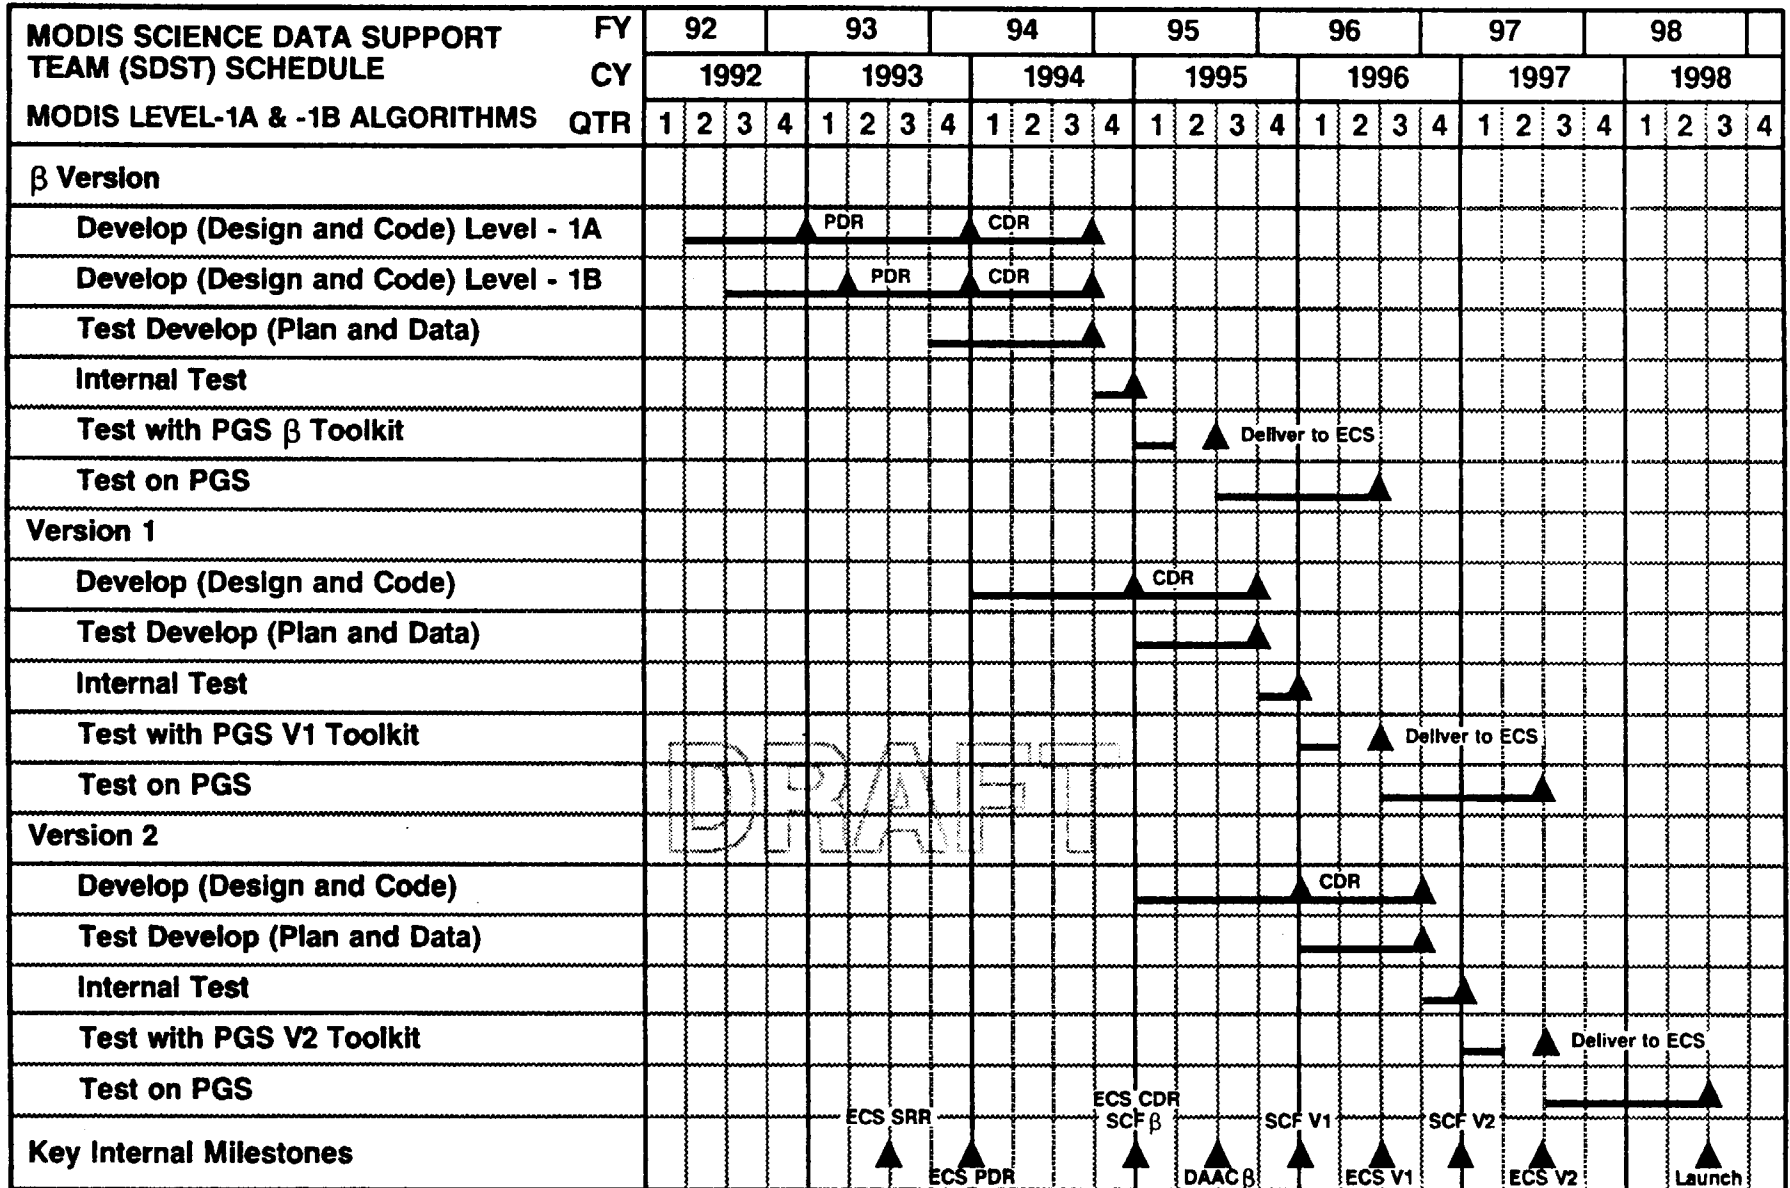 MODIS SCIENCE DATA SUPPORT FY 92 93 94 95 96 97 98
TEAM (SDST) SCHEDULE CY 1992 1993 1994 1995 1996 1997 1998
MODIS LEVEL-1A & -1B ALGORITHMS QTR 1 2 3 4 1 2 3 4 1 2 3 4 1 2 3 4 1 2 3 4 1 2 3 4 1 2 3 4
β Version
Develop (Design and Code) Level - 1A PDR CDR
Develop (Design and Code) Level - 1B PDR CDR
Test Develop (Plan and Data)
Internal Test
Test with PGS β Toolkit Deliver to ECS
Test on PGS
Version 1
Develop (Design and Code) CDR
Test Develop (Plan and Data)
Internal Test
Test with PGS V1 Toolkit Deliver to ECS
Test on PGS
DRAFT
Version 2
Develop (Design and Code) CDR
Test Develop (Plan and Data)
Internal Test
Test with PGS V2 Toolkit Deliver to ECS
Test on PGS
ECS CDR
ECS SRR SCF β SCF V1 SCF V2
Key Internal Milestones
ECS PDR DAAC β ECS V1 ECS V2 Launch